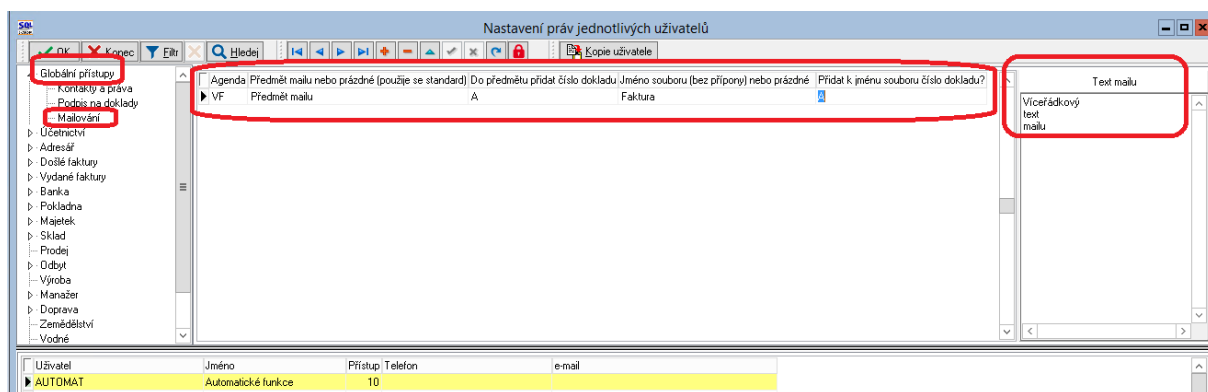 SQL
Nastavení práv jednotlivých uživatelů
OK Konec Filtr Hledej Kopie uživatele
Globální přístupy
Kontakty a práva
Podpis na doklady
Mailování
Účetnictví
Adresář
Došlé faktury
Vydané faktury
Banka
Pokladna
Majetek
Sklad
Prodej
Odbyt
Výroba
Manažer
Doprava
Zemědělství
Vodné
Agenda Předmět mailu nebo prázdné (použije se standard) Do předmětu přidat číslo dokladu Jméno souboru (bez přípony) nebo prázdné Přidat k jménu souboru číslo dokladu?
VF Předmět mailu A Faktura A
Text mailu
Víceřádkový
text
mailu
Uživatel Jméno Přístup Telefon e-mail
AUTOMAT Automatické funkce 10